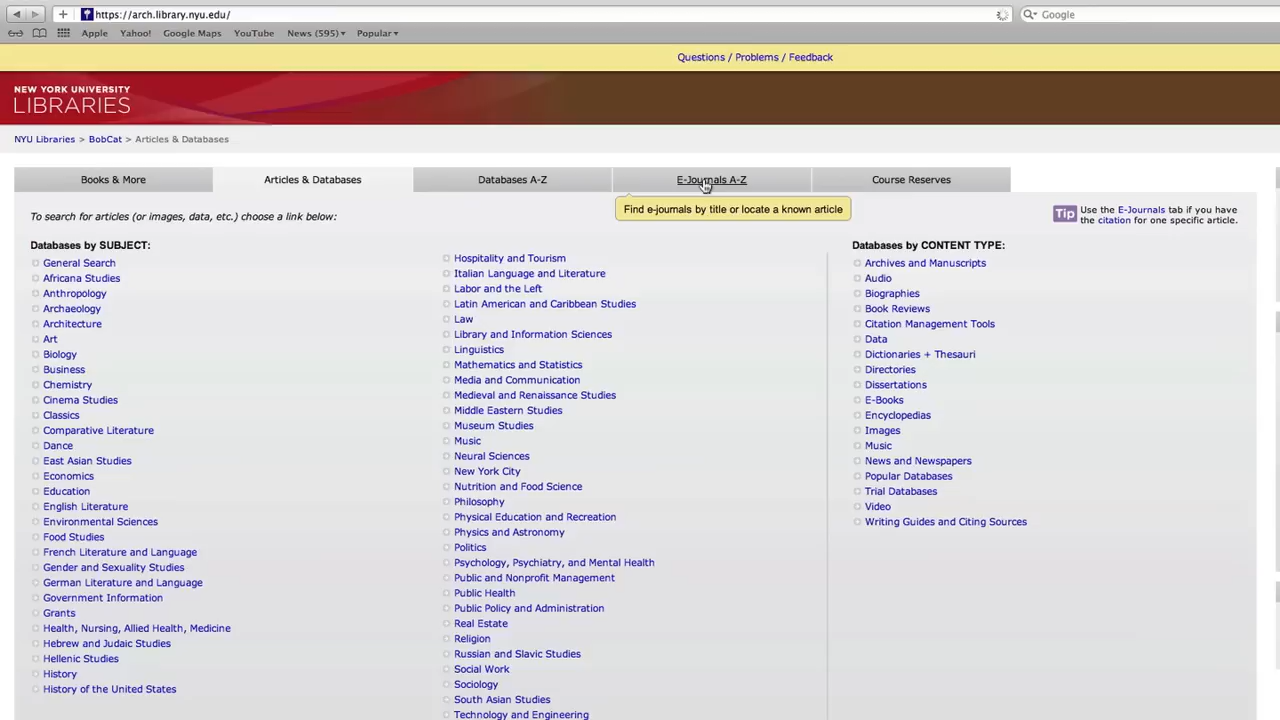 https://arch.library.nyu.edu/
Google
Apple Yahoo! Google Maps YouTube News (595) Popular
Questions / Problems / Feedback
NEW YORK UNIVERSITY
LIBRARIES
NYU Libraries > BobCat > Articles & Databases
Books & More Articles & Databases Databases A-Z E-Journals A-Z Course Reserves
Find e-journals by title or locate a known article
To search for articles (or images, data, etc.) choose a link below:
Tip
Use the E-Journals tab if you have
the citation for one specific article.
Databases by SUBJECT:
General Search
Africana Studies
Anthropology
Archaeology
Architecture
Art
Biology
Business
Chemistry
Cinema Studies
Classics
Comparative Literature
Dance
East Asian Studies
Economics
Education
English Literature
Environmental Sciences
Food Studies
French Literature and Language
Gender and Sexuality Studies
German Literature and Language
Government Information
Grants
Health, Nursing, Allied Health, Medicine
Hebrew and Judaic Studies
Hellenic Studies
History
History of the United States
Hospitality and Tourism
Italian Language and Literature
Labor and the Left
Latin American and Caribbean Studies
Law
Library and Information Sciences
Linguistics
Mathematics and Statistics
Media and Communication
Medieval and Renaissance Studies
Middle Eastern Studies
Museum Studies
Music
Neural Sciences
New York City
Nutrition and Food Science
Philosophy
Physical Education and Recreation
Physics and Astronomy
Politics
Psychology, Psychiatry, and Mental Health
Public and Nonprofit Management
Public Health
Public Policy and Administration
Real Estate
Religion
Russian and Slavic Studies
Social Work
Sociology
South Asian Studies
Technology and Engineering
Databases by CONTENT TYPE:
Archives and Manuscripts
Audio
Biographies
Book Reviews
Citation Management Tools
Data
Dictionaries + Thesauri
Directories
Dissertations
E-Books
Encyclopedias
Images
Music
News and Newspapers
Popular Databases
Trial Databases
Video
Writing Guides and Citing Sources